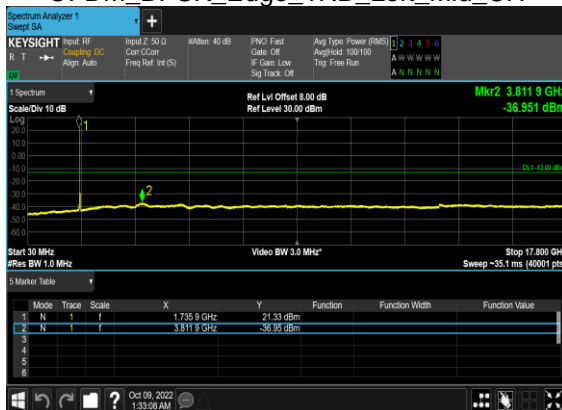 Spectrum Analyzer 1
Swept SA
+
KEYSIGHT Input: RF Input Z: 50 Ω #Atten: 40 dB PNO: Fast Avg Type: Power (RMS) 1 2 3 4 5 6
R T Coupling: DC Corr CCorr Gate: Off Avg|Hold: 100/100 A W W W W W
Align: Auto Freq Ref: Int (S) IF Gain: Low Trig: Free Run
Sig Track: Off A N N N N N
1 Spectrum Ref Lvl Offset 8.00 dB Mkr2 3.811 9 GHz
Scale/Div 10 dB Ref Level 30.00 dBm -36.951 dBm
Log
20.0
10.0
0.00
-10.0
-20.0
-30.0
-40.0
-50.0
-60.0
1
2
DL1 -13.00 dBm
Start 30 MHz Video BW 3.0 MHz* Stop 17.800 GHz
#Res BW 1.0 MHz Sweep ~35.1 ms (40001 pts)
5 Marker Table
Mode Trace Scale X Y Function Function Width Function Value
1 N 1 f 1.735 9 GHz 21.33 dBm
2 N 1 f 3.811 9 GHz -36.95 dBm
3
4
5
6
? Oct 09, 2022
1:33:08 AM